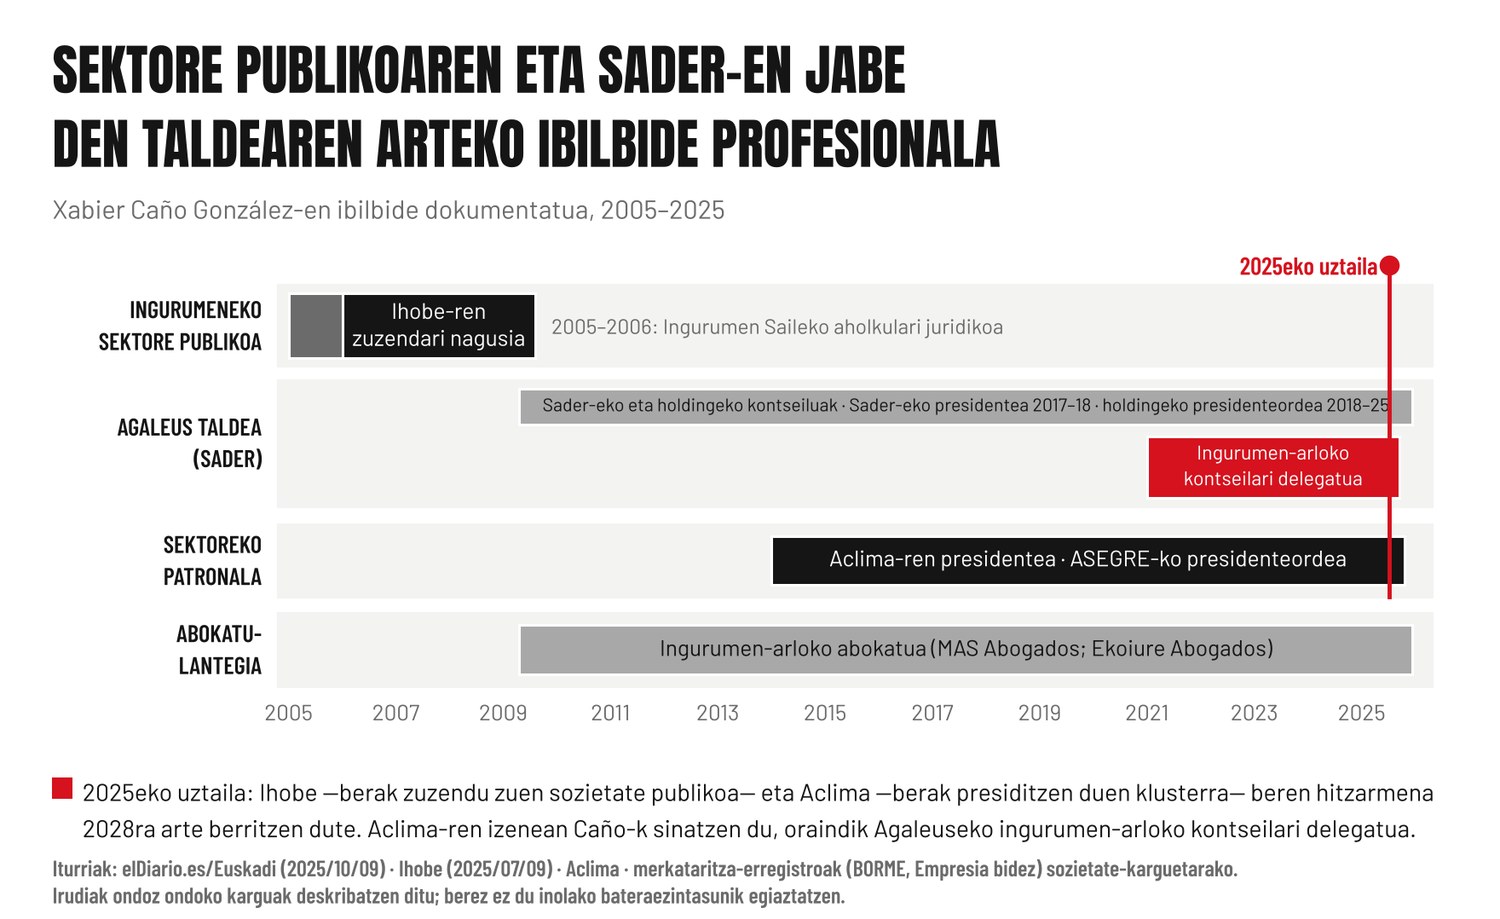 SEKTORE PUBLIKOAREN ETA SADER-EN JABE
DEN TALDEAREN ARTEKO IBILBIDE PROFESIONALA
Xabier Caño González-en ibilbide dokumentatua, 2005–2025
2025eko uztaila
INGURUMENEKO
SEKTORE PUBLIKOA
Ihobe-ren
zuzendari nagusia
2005–2006: Ingurumen Saileko aholkulari juridikoa
AGALEUS TALDEA
(SADER)
Sader-eko eta holdingeko kontseiluak · Sader-eko presidentea 2017–18 · holdingeko presidenteordea 2018–25
Ingurumen-arloko
kontseilari delegatua
SEKTOREKO
PATRONALA
Aclima-ren presidentea · ASEGRE-ko presidenteordea
ABOKATU-
LANTEGIA
Ingurumen-arloko abokatua (MAS Abogados; Ekoiure Abogados)
2005 2007 2009 2011 2013 2015 2017 2019 2021 2023 2025
2025eko uztaila: Ihobe —berak zuzendu zuen sozietate publikoa— eta Aclima —berak presiditzen duen klusterra— beren hitzarmena
2028ra arte berritzen dute. Aclima-ren izenean Caño-k sinatzen du, oraindik Agaleuseko ingurumen-arloko kontseilari delegatua.
Iturriak: elDiario.es/Euskadi (2025/10/09) · Ihobe (2025/07/09) · Aclima · merkataritza-erregistroak (BORME, Empresia bidez) sozietate-karguetarako.
Irudiak ondoz ondoko karguak deskribatzen ditu; berez ez du inolako bateraezintasunik egiaztatzen.